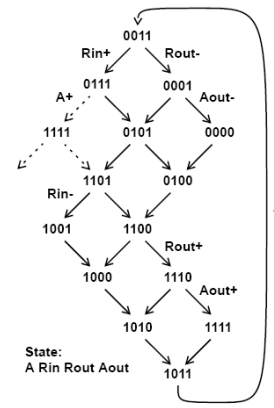 0011
Rin+ Rout-
0111 0001
A+ Aout-
1111 0101 0000
1101 0100
Rin-
1001 1100
Rout+
1000 1110
Aout+
1010 1111
State:
A Rin Rout Aout
1011